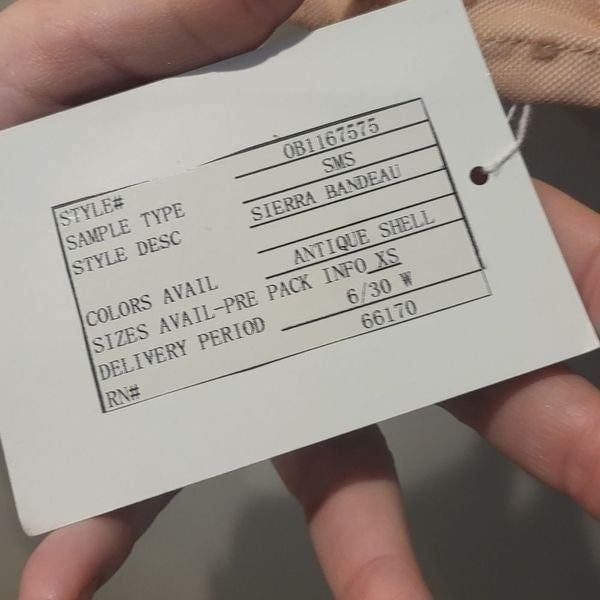 STYLE# OB1167575
SAMPLE TYPE SMS
STYLE DESC SIERRA BANDEAU
COLORS AVAIL ANTIQUE SHELL
SIZES AVAIL-PRE PACK INFO XS
DELIVERY PERIOD 6/30 W
RN# 66170